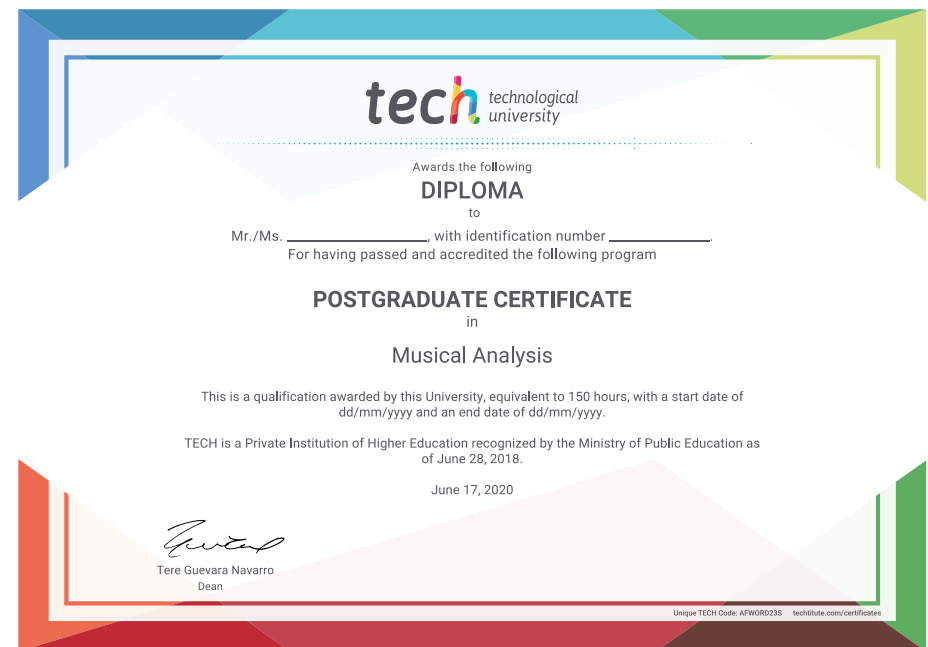 tech technological
university
Awards the following
DIPLOMA
to
Mr./Ms. ____________, with identification number ____________.
For having passed and accredited the following program
POSTGRADUATE CERTIFICATE
in
Musical Analysis
This is a qualification awarded by this University, equivalent to 150 hours, with a start date of
dd/mm/yyyy and an end date of dd/mm/yyyy.
TECH is a Private Institution of Higher Education recognized by the Ministry of Public Education as
of June 28, 2018.
June 17, 2020
Tere Guevara Navarro
Dean
Unique TECH Code: AFWORD23S techtitute.com/certificates